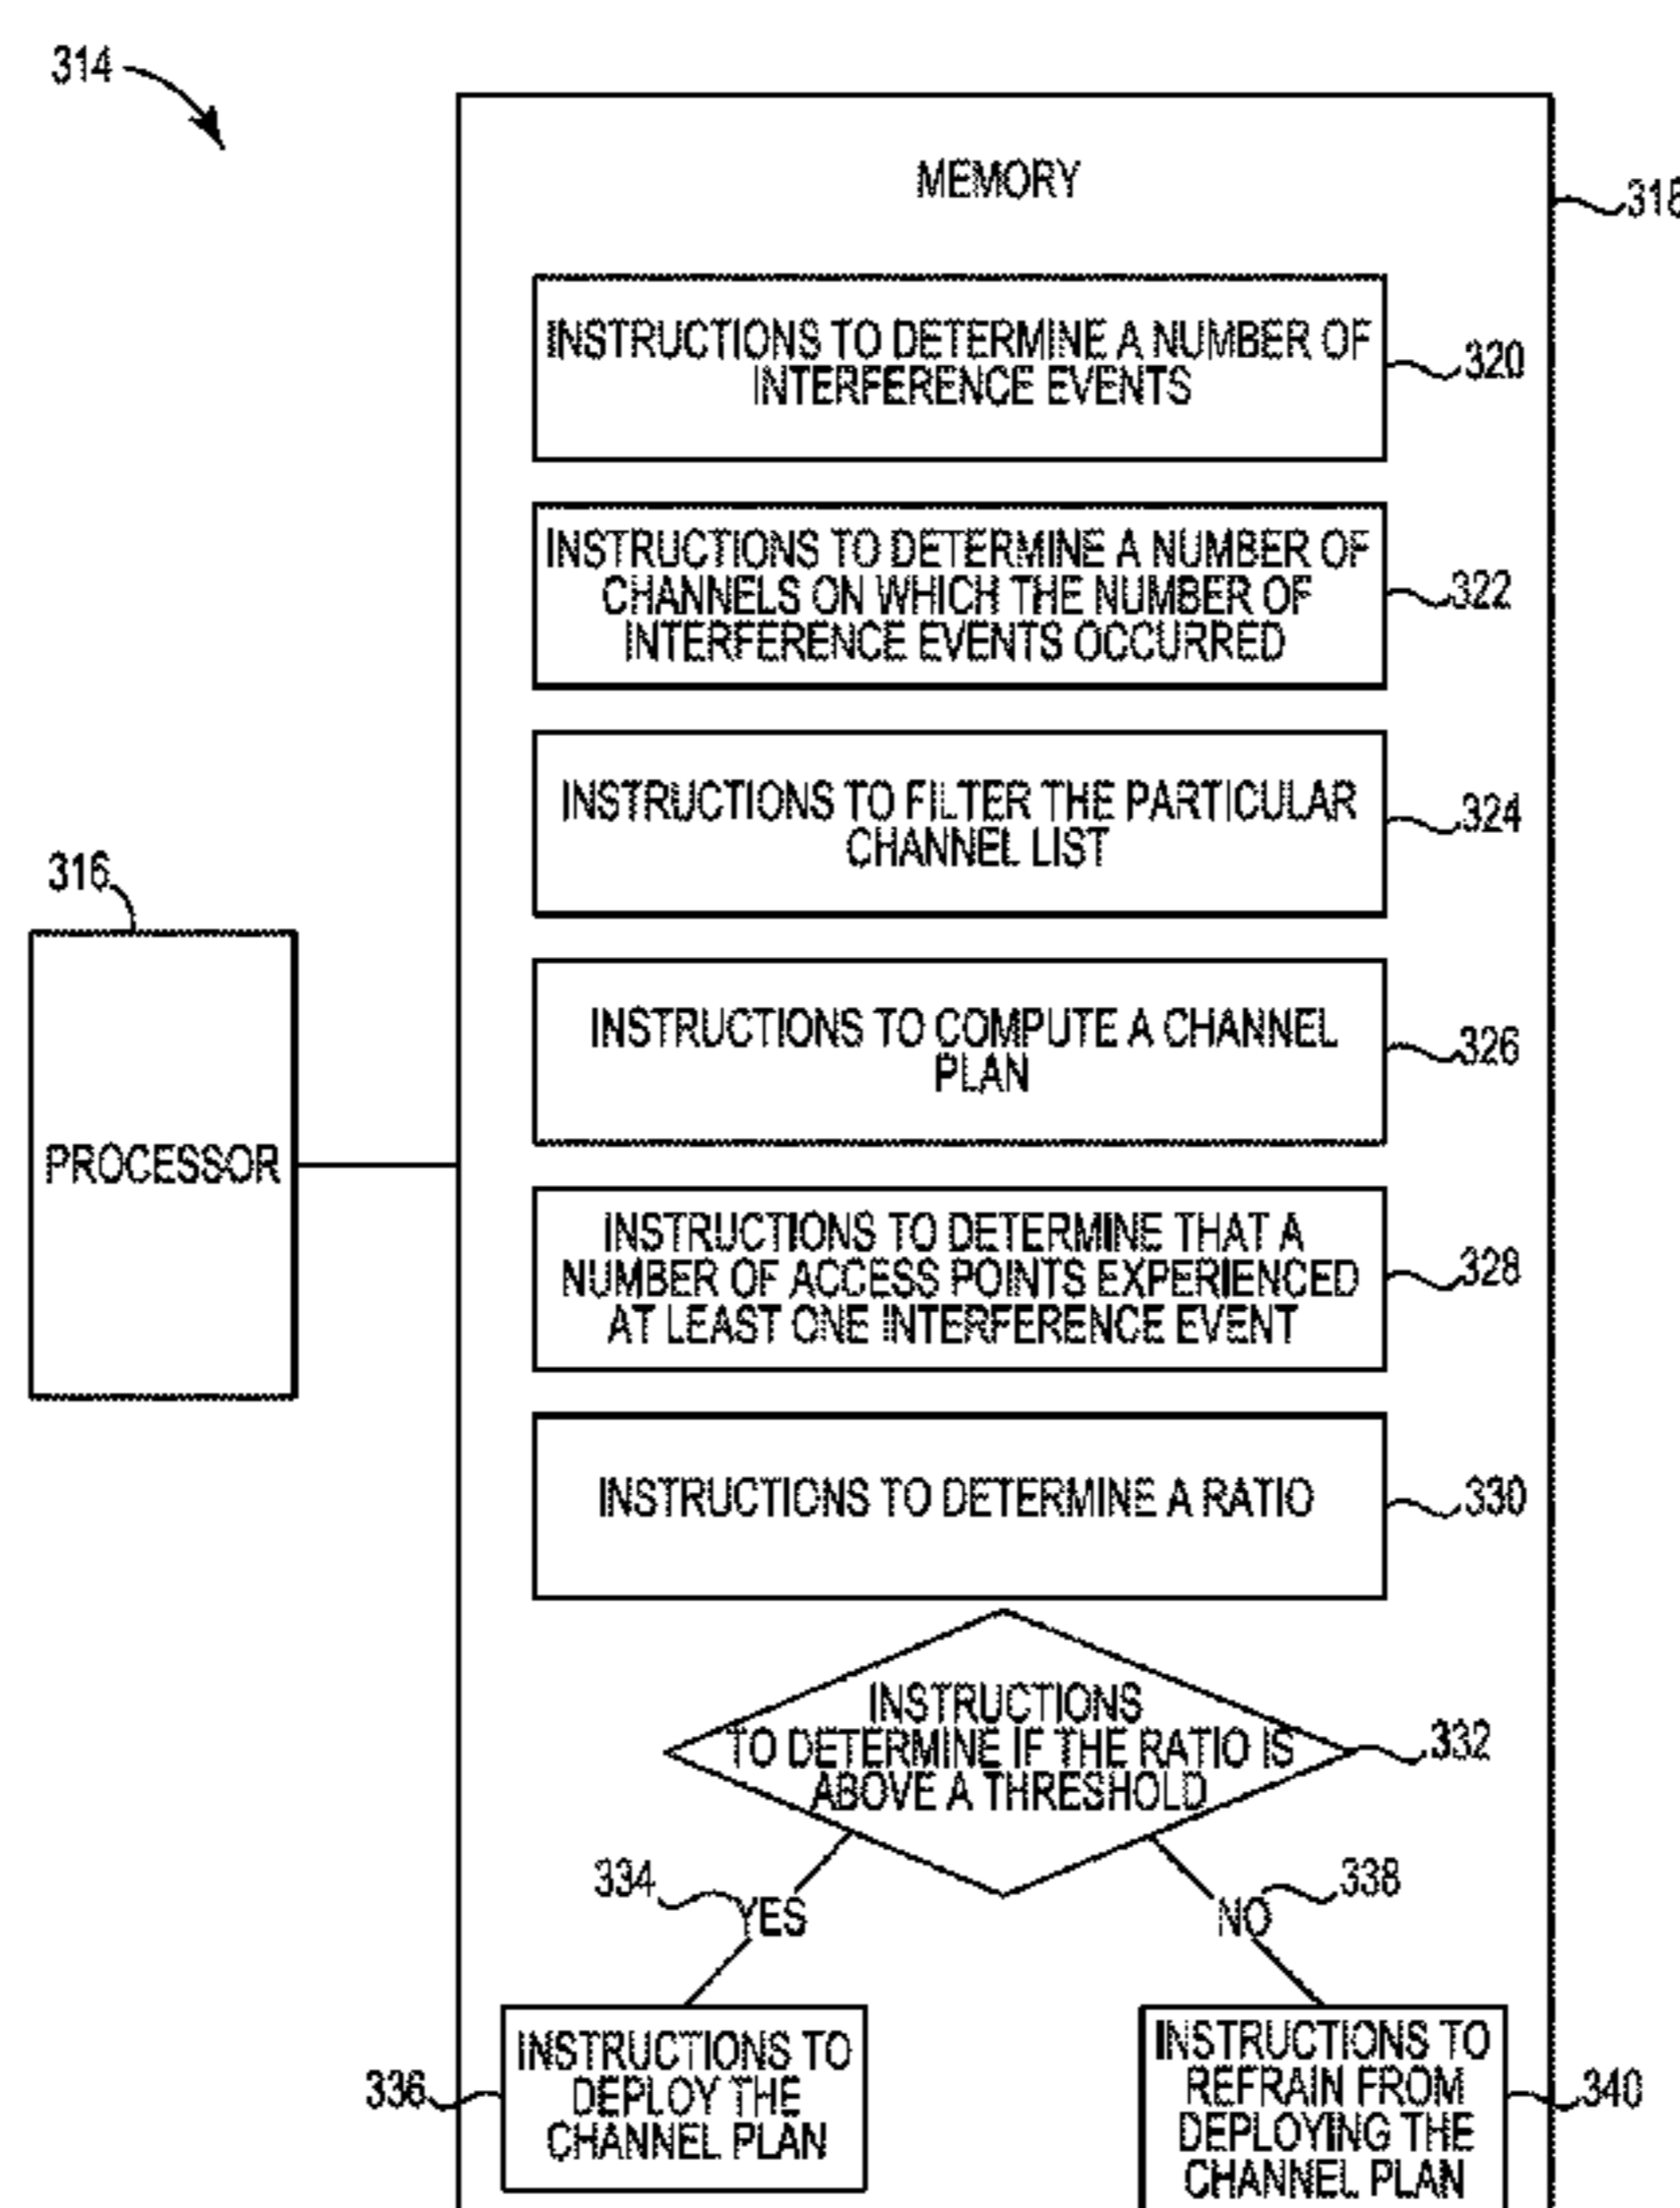 314
MEMORY
INSTRUCTIONS TO DETERMINE A NUMBER OF
INTERFERENCE EVENTS
320
INSTRUCTIONS TO DETERMINE A NUMBER OF
CHANNELS ON WHICH THE NUMBER OF
INTERFERENCE EVENTS OCCURRED
322
INSTRUCTIONS TO FILTER THE PARTICULAR
CHANNEL LIST
324
316
PROCESSOR
INSTRUCTIONS TO COMPUTE A CHANNEL
PLAN
326
INSTRUCTIONS TO DETERMINE THAT A
NUMBER OF ACCESS POINTS EXPERIENCED
AT LEAST ONE INTERFERENCE EVENT
328
INSTRUCTIONS TO DETERMINE A RATIO
330
INSTRUCTIONS
TO DETERMINE IF THE RATIO IS
ABOVE A THRESHOLD
332
334
YES
NO
338
336
INSTRUCTIONS TO
DEPLOY THE
CHANNEL PLAN
INSTRUCTIONS TO
REFRAIN FROM
DEPLOYING THE
CHANNEL PLAN
340